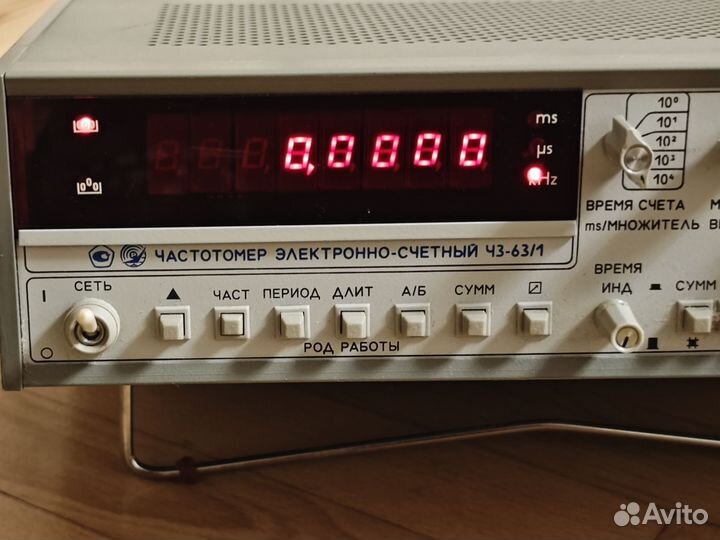 0,0000
ms
µs
kHz
10⁰
10¹
10²
10³
10⁴
ВРЕМЯ СЧЕТА
ms/МНОЖИТЕЛЬ
ЧАСТОТОМЕР ЭЛЕКТРОННО-СЧЕТНЫЙ Ч3-63/1
I
СЕТЬ
O
▲
ЧАСТ
ПЕРИОД
ДЛИТ
А/Б
СУММ
РОД РАБОТЫ
ВРЕМЯ
ИНД
СУММ
Avito